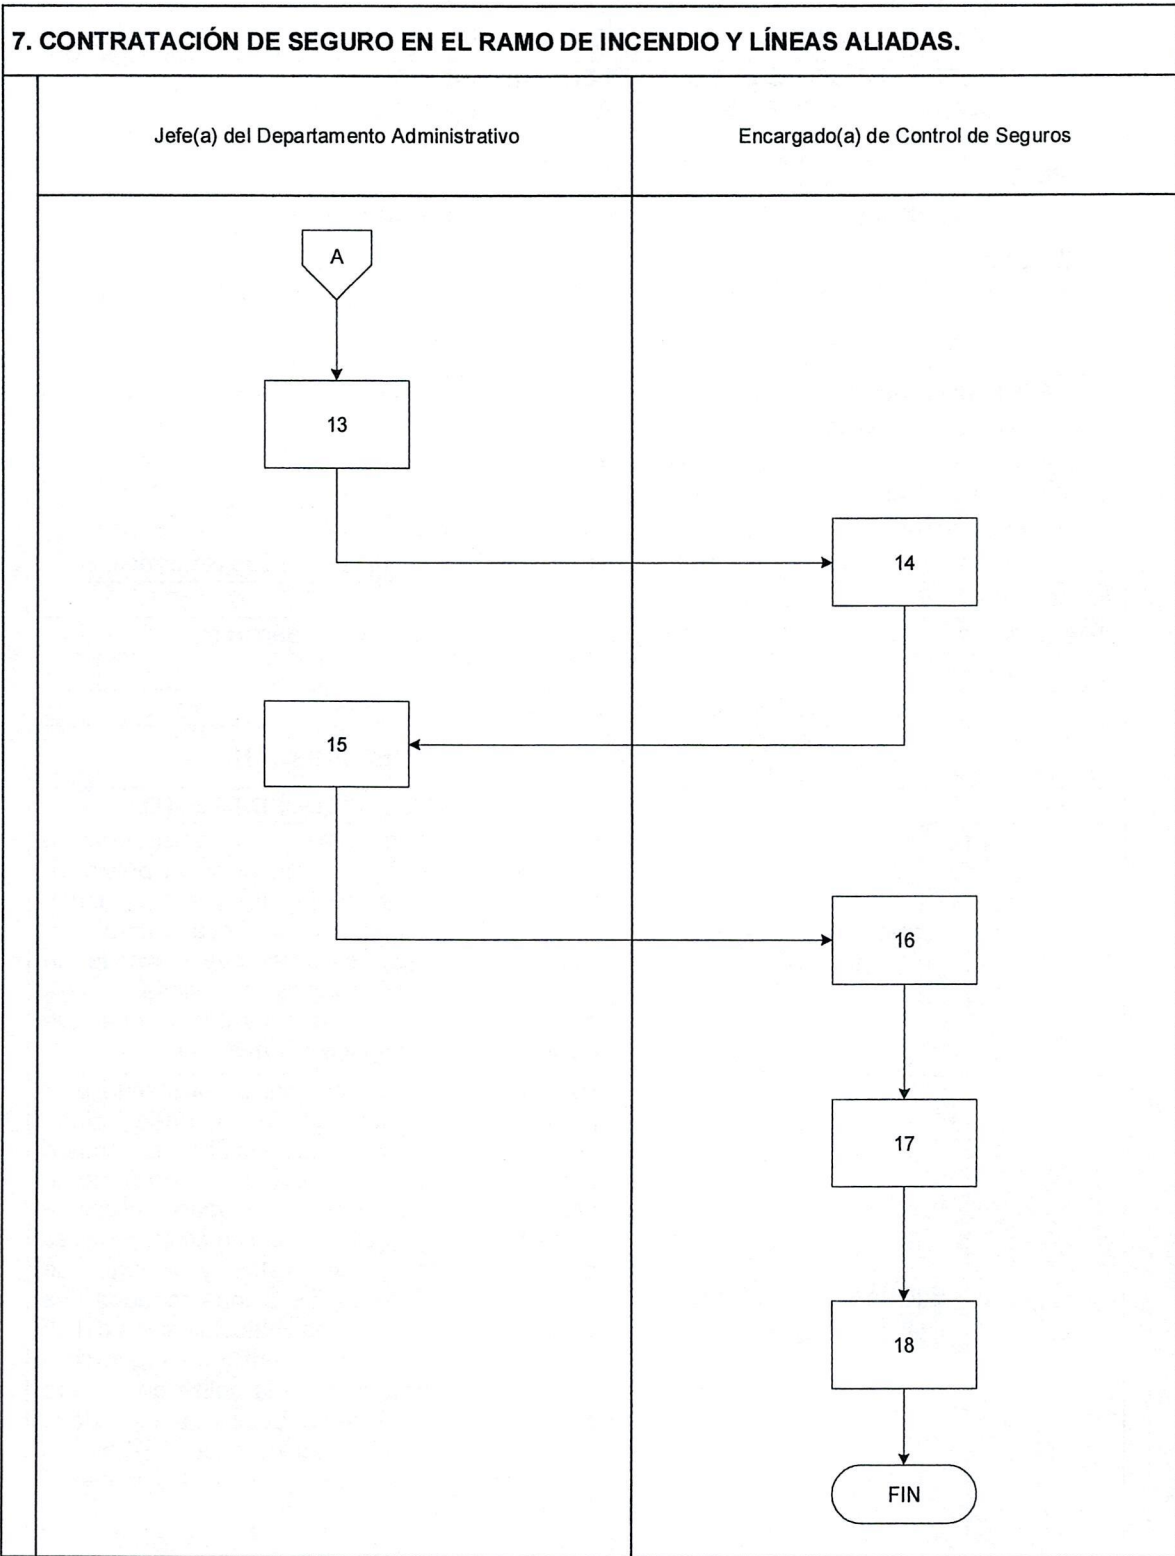 7. CONTRATACIÓN DE SEGURO EN EL RAMO DE INCENDIO Y LÍNEAS ALIADAS.
Jefe(a) del Departamento Administrativo
Encargado(a) de Control de Seguros
A
13
14
15
16
17
18
FIN